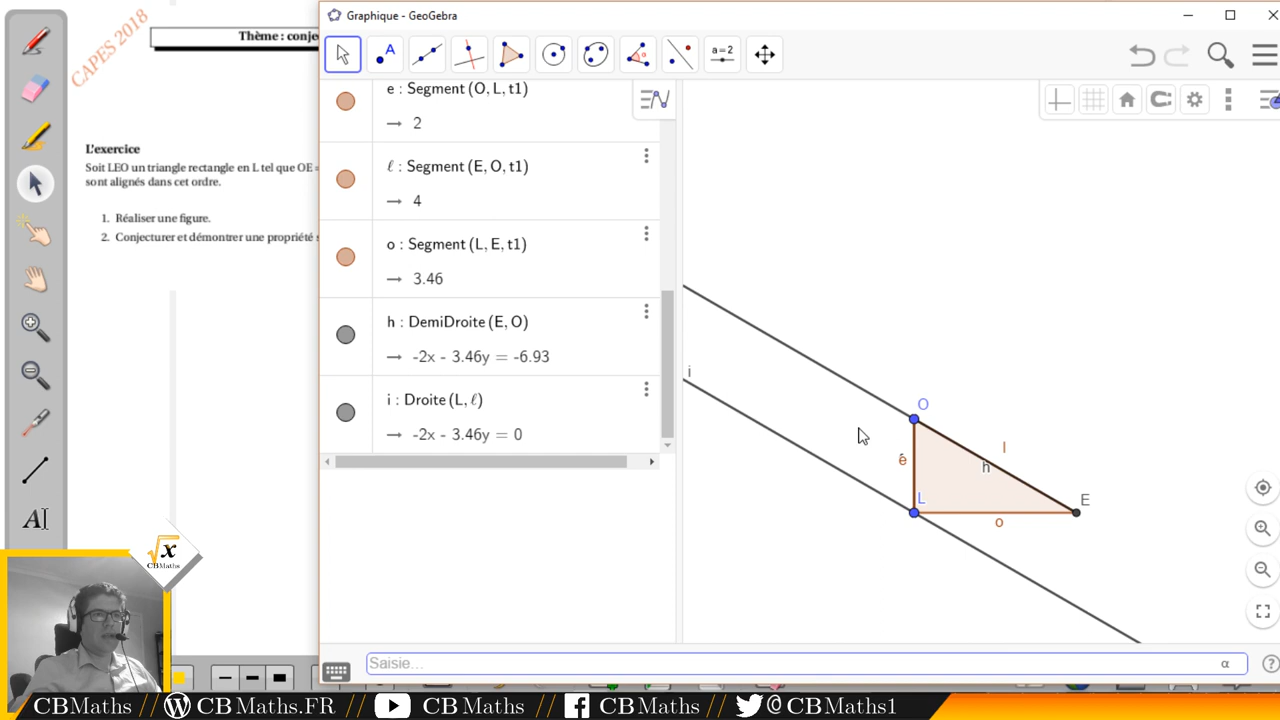 CAPES 2018
Thème : conje
L'exercice
Soit LEO un triangle rectangle en L tel que OE =
sont alignés dans cet ordre.
1. Réaliser une figure.
2. Conjecturer et démontrer une propriété s
AI
√x
CBMaths
Graphique - GeoGebra
A
a=2
e : Segment (O, L, t1)
→ 2
ℓ : Segment (E, O, t1)
→ 4
o : Segment (L, E, t1)
→ 3.46
h : DemiDroite (E, O)
→ -2x - 3.46y = -6.93
i : Droite (L, ℓ)
→ -2x - 3.46y = 0
i
O
l
h
e
L
E
o
Saisie...
α
CBMaths // CBMaths.FR // CBMaths // CBMaths // @CBMaths1